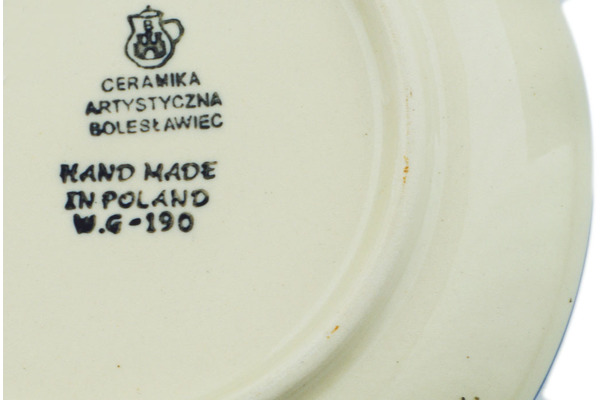 B
CERAMIKA
ARTYSTYCZNA
BOLESŁAWIEC
HAND MADE
IN POLAND
W.G-190